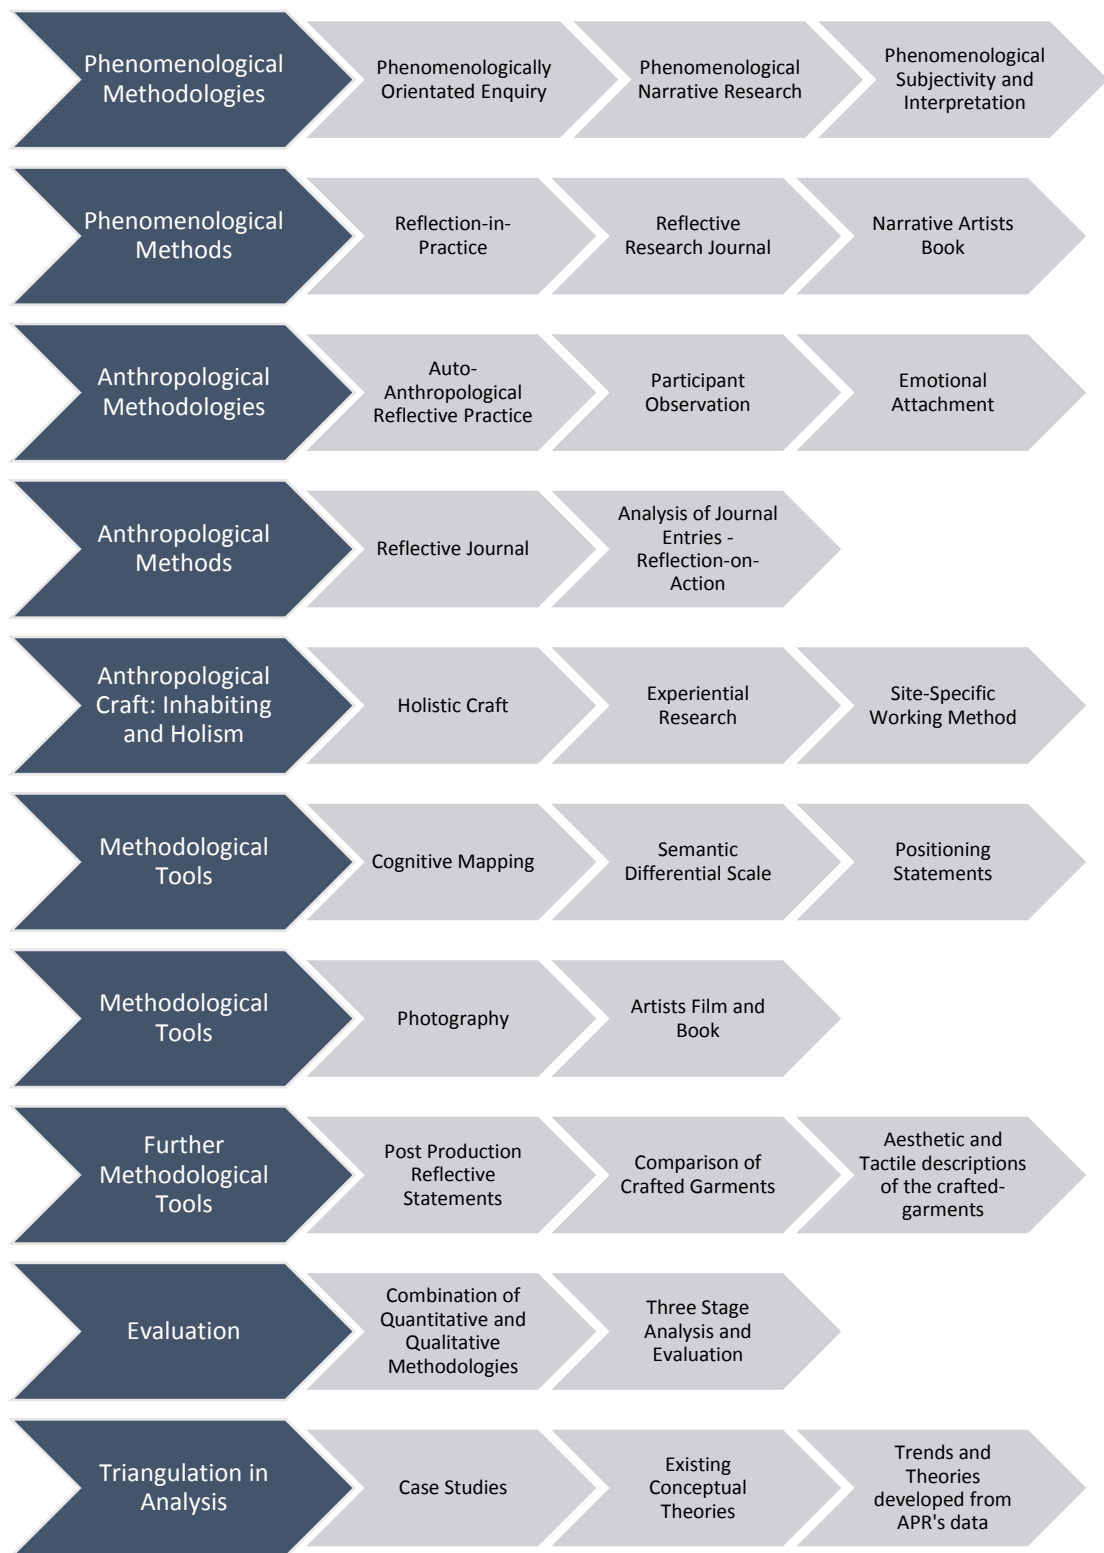 Phenomenological
Methodologies
Phenomenologically
Orientated Enquiry
Phenomenological
Narrative Research
Phenomenological
Subjectivity and
Interpretation
Phenomenological
Methods
Reflection-in-
Practice
Reflective
Research Journal
Narrative Artists
Book
Anthropological
Methodologies
Auto-
Anthropological
Reflective Practice
Participant
Observation
Emotional
Attachment
Anthropological
Methods
Reflective Journal
Analysis of Journal
Entries -
Reflection-on-
Action
Anthropological
Craft: Inhabiting
and Holism
Holistic Craft
Experiential
Research
Site-Specific
Working Method
Methodological
Tools
Cognitive Mapping
Semantic
Differential Scale
Positioning
Statements
Methodological
Tools
Photography
Artists Film and
Book
Further
Methodological
Tools
Post Production
Reflective
Statements
Comparison of
Crafted Garments
Aesthetic and
Tactile descriptions
of the crafted-
garments
Evaluation
Combination of
Quantitative and
Qualitative
Methodologies
Three Stage
Analysis and
Evaluation
Triangulation in
Analysis
Case Studies
Existing
Conceptual
Theories
Trends and
Theories
developed from
APR's data